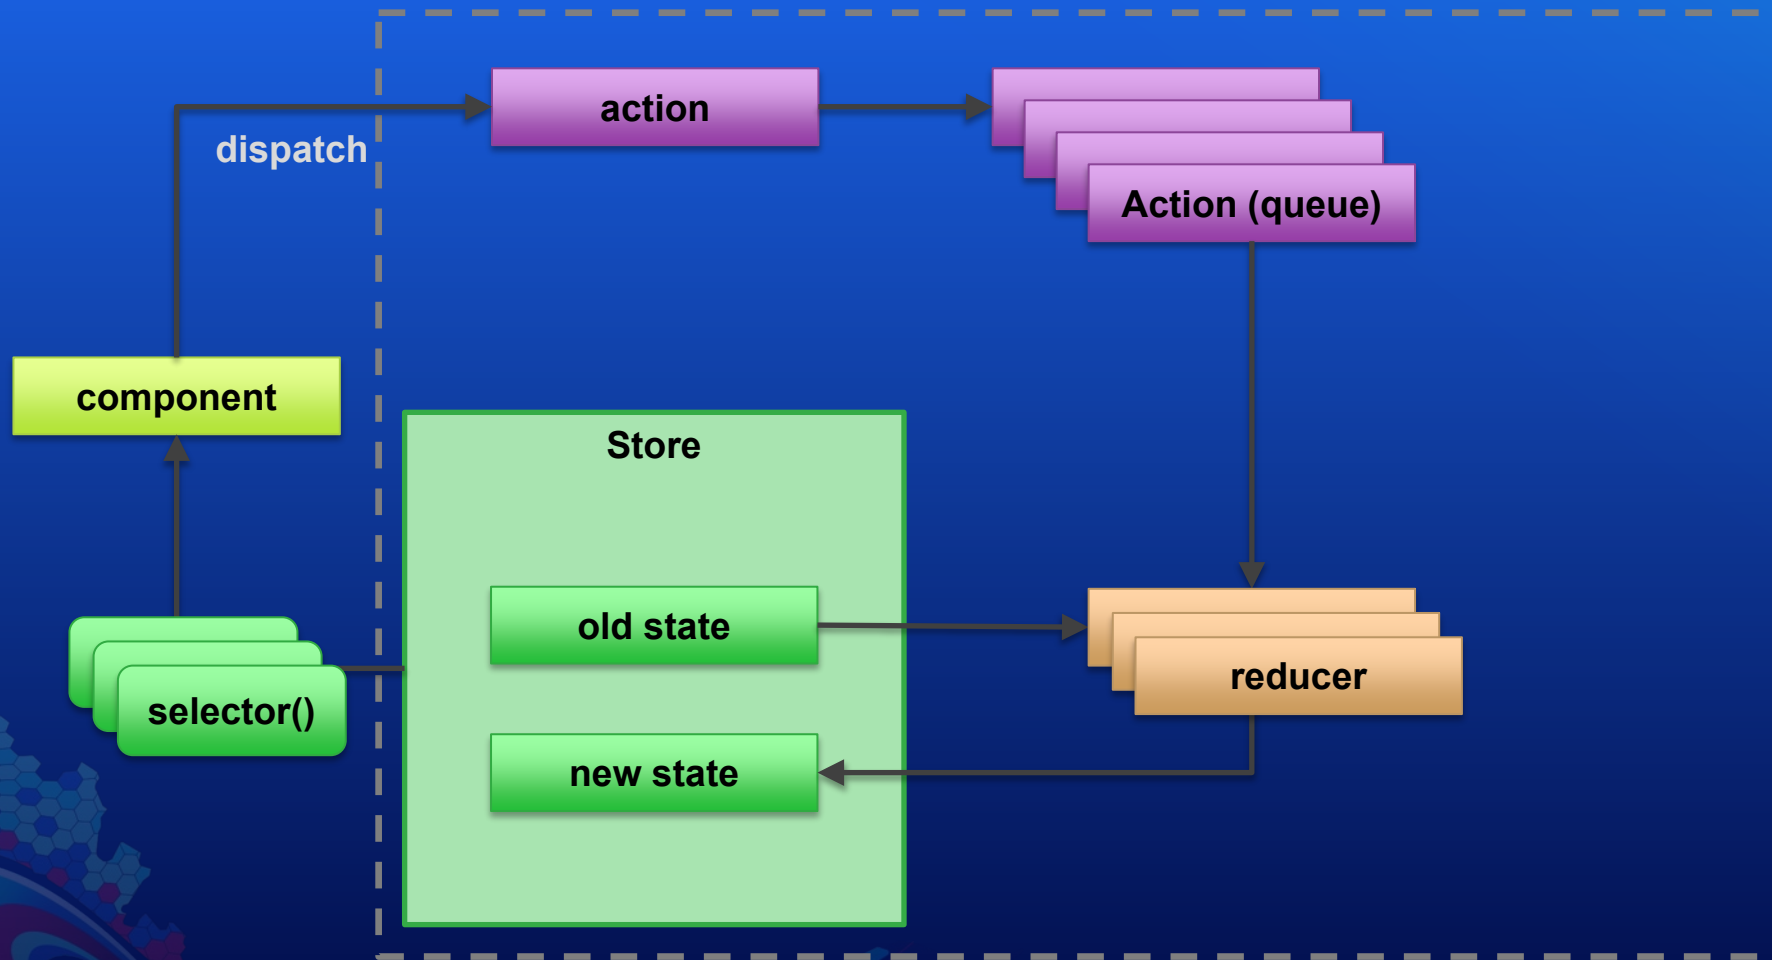 action
dispatch
Action (queue)
component
Store
old state
reducer
selector()
new state